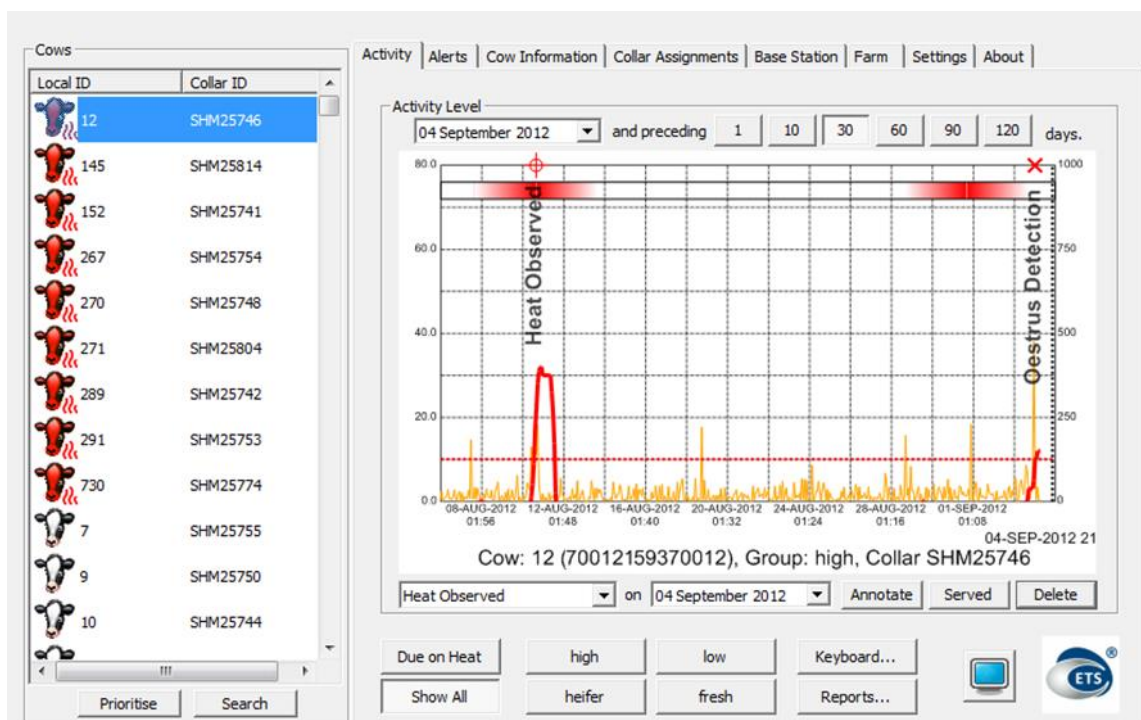 Cows
Local ID Collar ID
12 SHM25746
145 SHM25814
152 SHM25741
267 SHM25754
270 SHM25748
271 SHM25804
289 SHM25742
291 SHM25753
730 SHM25774
7 SHM25755
9 SHM25750
10 SHM25744
Prioritise Search
Activity Alerts Cow Information Collar Assignments Base Station Farm Settings About
Activity Level
04 September 2012 and preceding 1 10 30 60 90 120 days.
80.0 1000
60.0 750
40.0 500
20.0 250
0.0 0
Heat Observed
Oestrus Detection
08-AUG-2012 12-AUG-2012 16-AUG-2012 20-AUG-2012 24-AUG-2012 28-AUG-2012 01-SEP-2012
01:56 01:48 01:40 01:32 01:24 01:16 01:08
04-SEP-2012 21
Cow: 12 (70012159370012), Group: high, Collar SHM25746
Heat Observed on 04 September 2012 Annotate Served Delete
Due on Heat high low Keyboard...
Show All heifer fresh Reports...
ETS ®